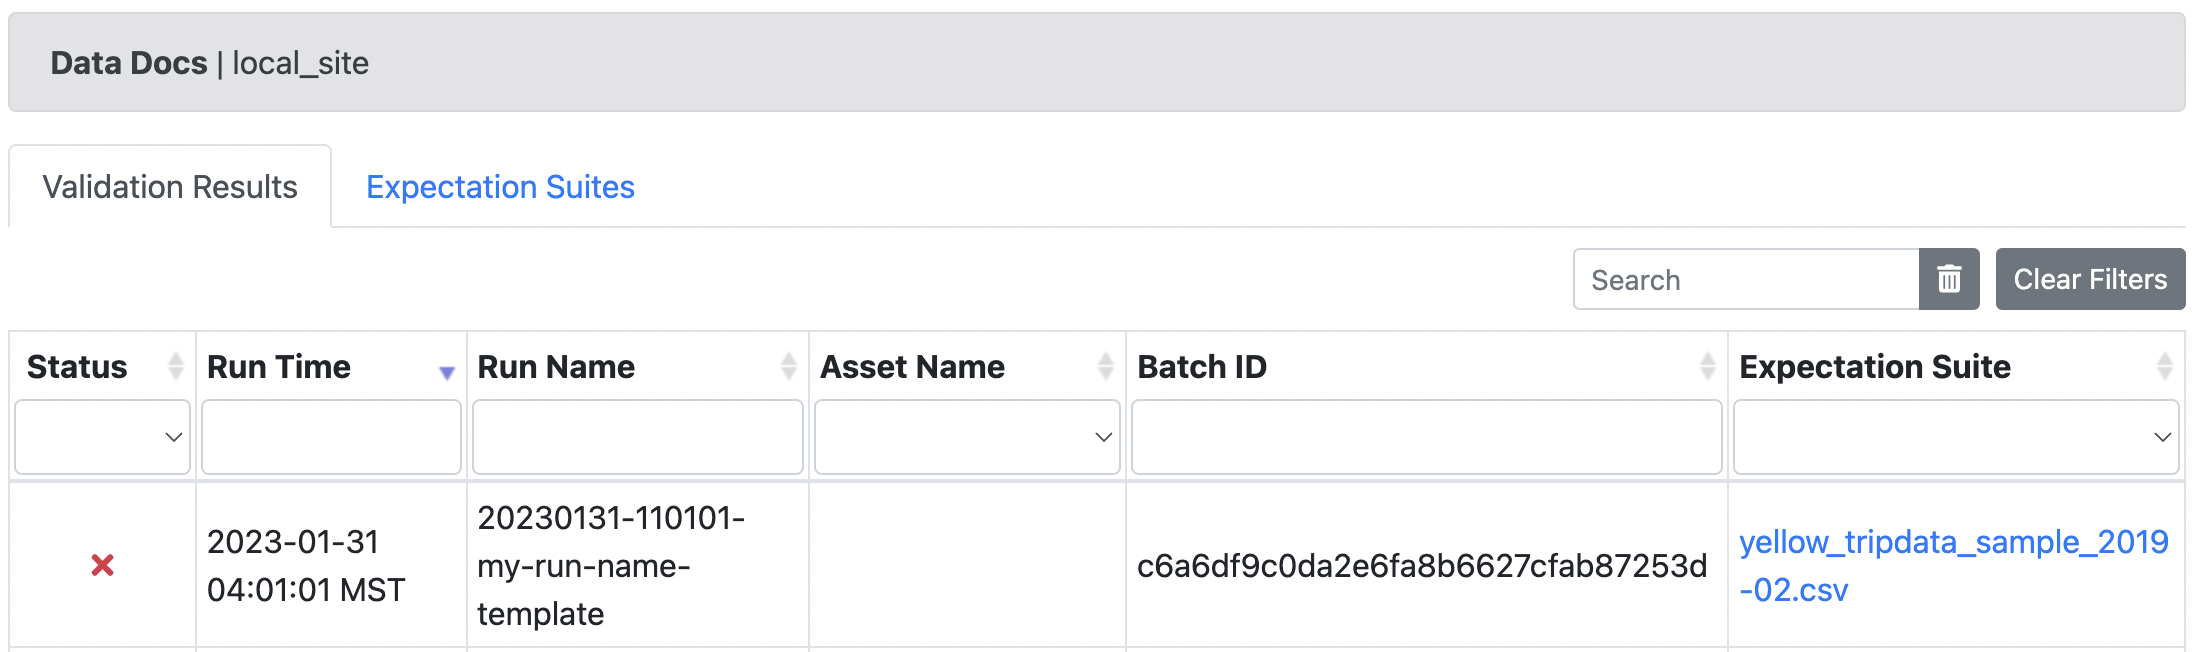 Data Docs | local_site
Validation Results
Expectation Suites
Search
Clear Filters
Status
Run Time
Run Name
Asset Name
Batch ID
Expectation Suite
2023-01-31
04:01:01 MST
20230131-110101-
my-run-name-
template
c6a6df9c0da2e6fa8b6627cfab87253d
yellow_tripdata_sample_2019
-02.csv